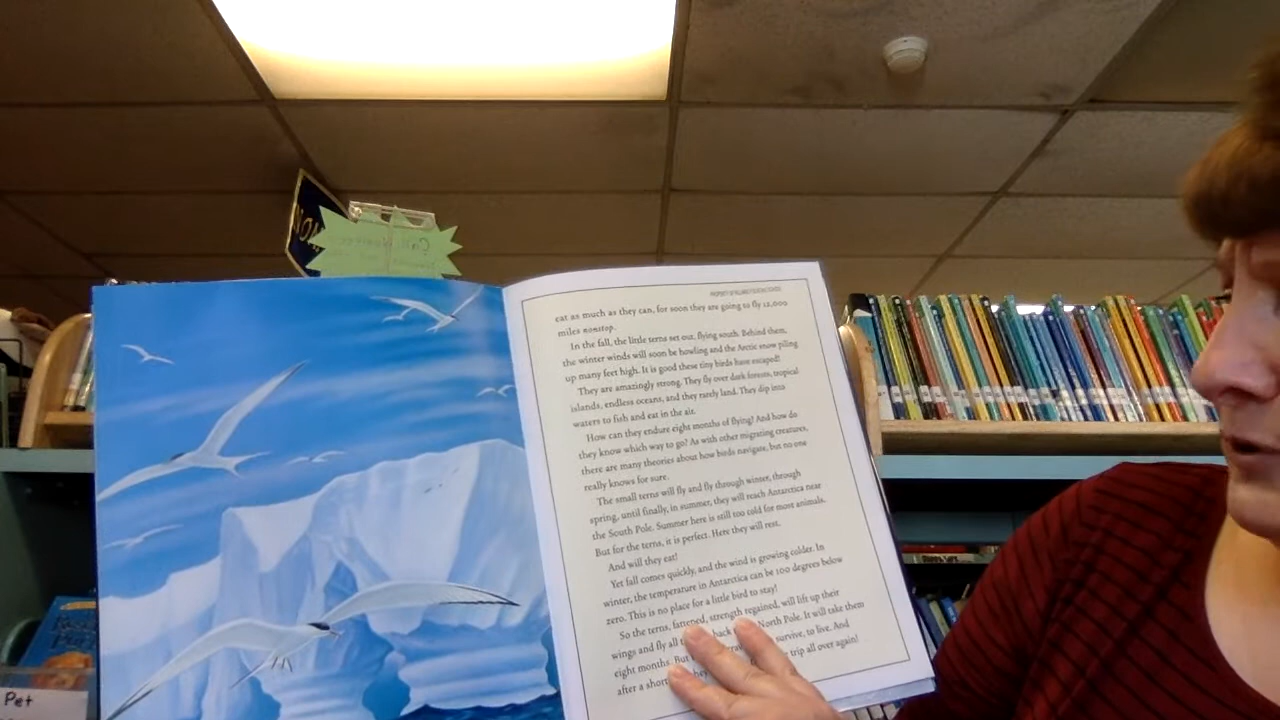 eat as much as they can, for soon they are going to fly 12,000
miles nonstop.
In the fall, the little terns set out, flying south. Behind them,
the winter winds will soon be howling and the Arctic snow piling
up many feet high. It is good these tiny birds have escaped!
They are amazingly strong. They fly over dark forests, tropical
islands, endless oceans, and they rarely land. They dip into
waters to fish and eat in the air.
How can they endure eight months of flying? And how do
they know which way to go? As with other migrating creatures,
there are many theories about how birds navigate, but no one
really knows for sure.
The small terns will fly and fly through winter, through
spring, until finally, in summer, they will reach Antarctica near
the South Pole. Summer here is still too cold for most animals.
But for the terns, it is perfect. Here they will rest.
And will they eat!
Yet fall comes quickly, and the wind is growing colder. In
winter, the temperature in Antarctica can be 100 degrees below
zero. This is no place for a little bird to stay!
So the terns, fattened, strength regained, will lift up their
wings and fly all back North Pole. It will take them
eight months. But survive, to live. And
after a short trip all over again!
Pet